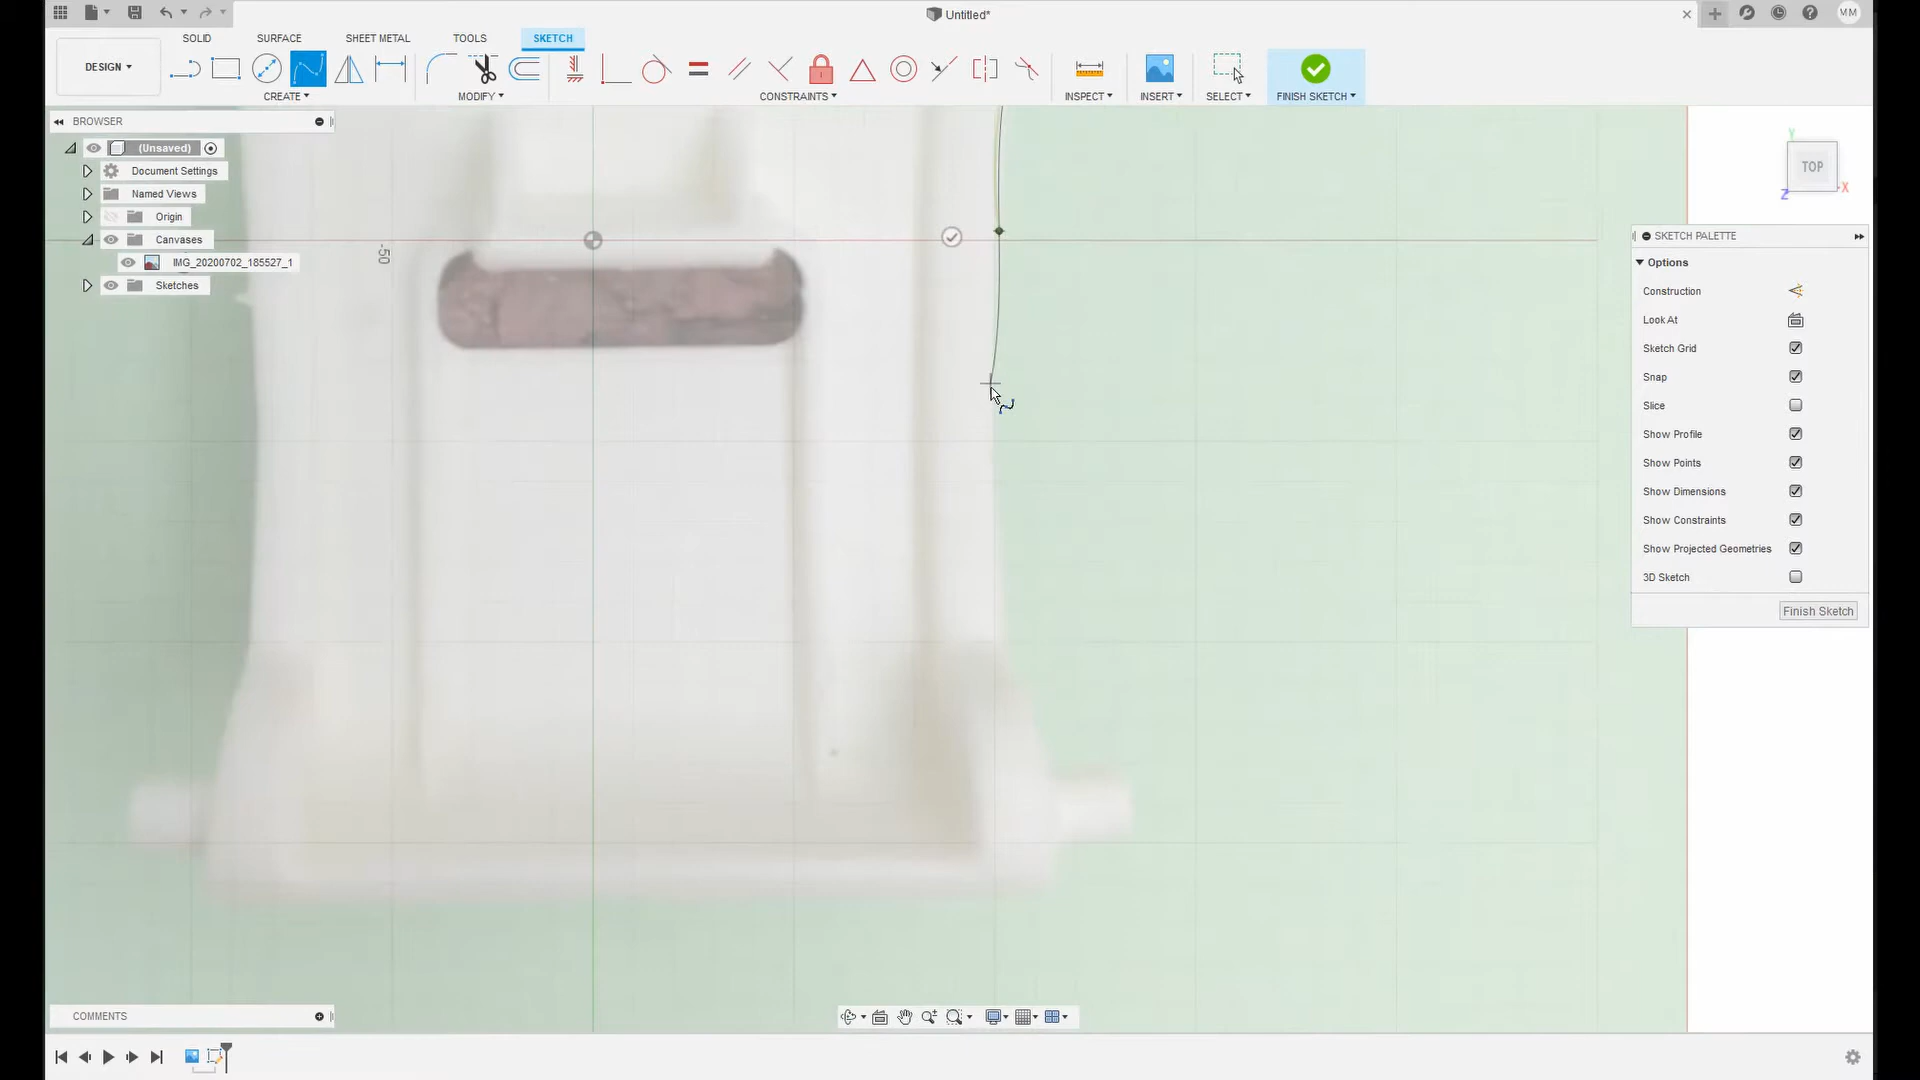 Untitled*
MM
DESIGN
SOLID
SURFACE
SHEET METAL
TOOLS
SKETCH
CREATE
MODIFY
CONSTRAINTS
INSPECT
INSERT
SELECT
FINISH SKETCH
BROWSER
(Unsaved)
Document Settings
Named Views
Origin
Canvases
IMG_20200702_185527_1
Sketches
-50
Y
TOP
Z
X
SKETCH PALETTE
Options
Construction
Look At
Sketch Grid
Snap
Slice
Show Profile
Show Points
Show Dimensions
Show Constraints
Show Projected Geometries
3D Sketch
Finish Sketch
COMMENTS